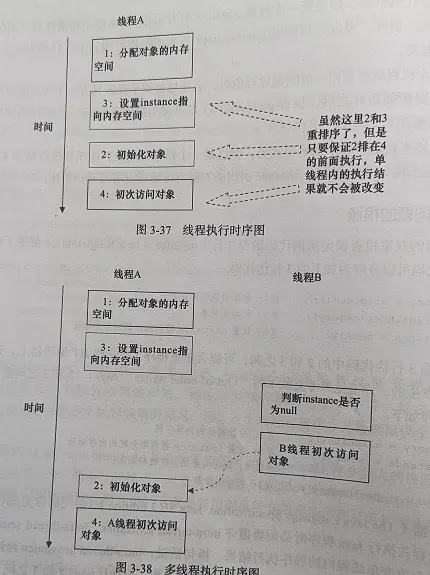 线程A
1：分配对象的内存
空间
3：设置instance指
向内存空间
2：初始化对象
4：初次访问对象
时间
虽然这里2和3
重排序了，但是
只要保证2排在4
的前面执行，单
线程内的执行结
果就不会被改变
图 3-37 线程执行时序图
线程A
线程B
1：分配对象的内存
空间
3：设置instance指
向内存空间
判断instance是否
为null
时间
B线程初次访问
对象
2：初始化对象
4：A线程初次访问
对象
图 3-38 多线程执行时序图